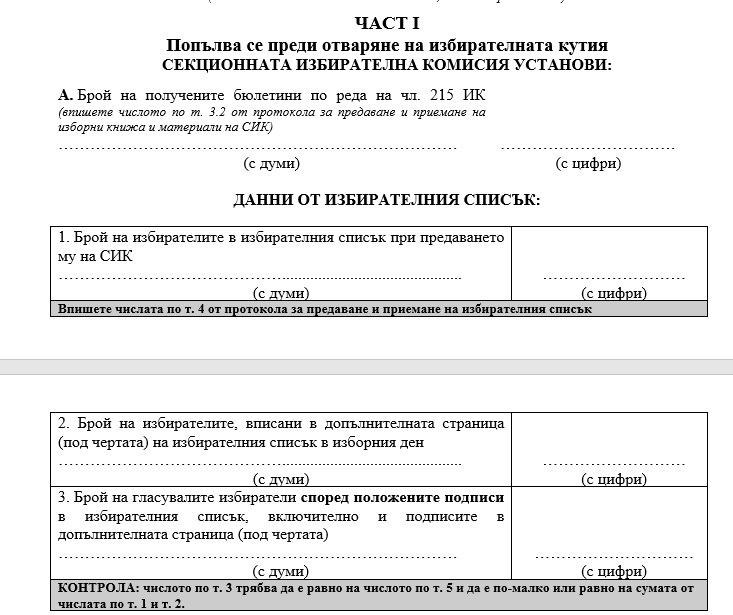 ЧАСТ I
Попълва се преди отваряне на избирателната кутия
СЕКЦИОННАТА ИЗБИРАТЕЛНА КОМИСИЯ УСТАНОВИ:
А. Брой на получените бюлетини по реда на чл. 215 ИК
(впишете числото по т. 3.2 от протокола за предаване и приемане на
изборни книжа и материали на СИК)
…………………………………………………………………… ……………………………
(с думи) (с цифри)
ДАННИ ОТ ИЗБИРАТЕЛНИЯ СПИСЪК:
1. Брой на избирателите в избирателния списък при предаването
му на СИК
…………………………………………………………………… ………………………
(с думи) (с цифри)
Впишете числата по т. 4 от протокола за предаване и приемане на избирателния списък
2. Брой на избирателите, вписани в допълнителната страница
(под чертата) на избирателния списък в изборния ден
…………………………………………………………………… ………………………
(с думи) (с цифри)
3. Брой на гласувалите избиратели според положените подписи
в избирателния списък, включително и подписите в
допълнителната страница (под чертата)
…………………………………………………………………… …………………………
(с думи) (с цифри)
КОНТРОЛА: числото по т. 3 трябва да е равно на числото по т. 5 и да е по-малко или равно на сумата от
числата по т. 1 и т. 2.